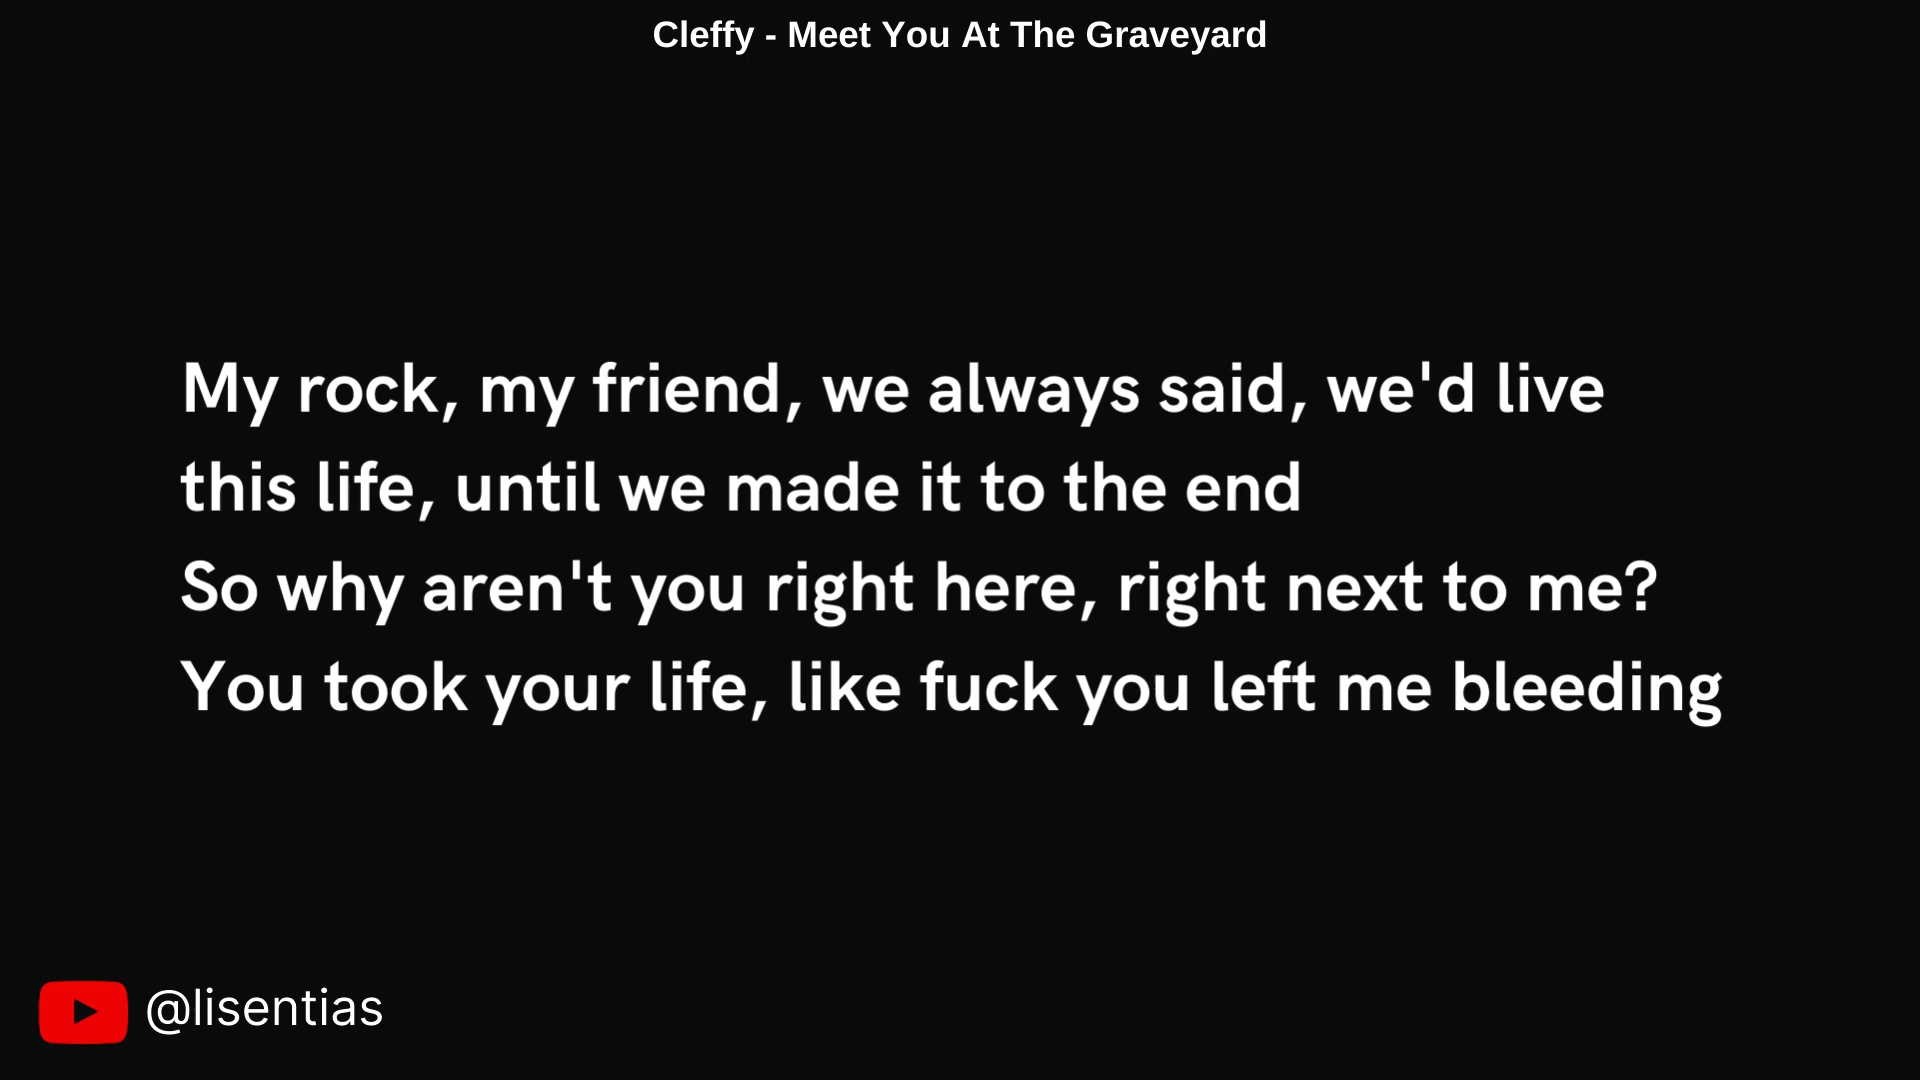 Cleffy - Meet You At The Graveyard
My rock, my friend, we always said, we'd live
this life, until we made it to the end
So why aren't you right here, right next to me?
You took your life, like fuck you left me bleeding
@lisentias